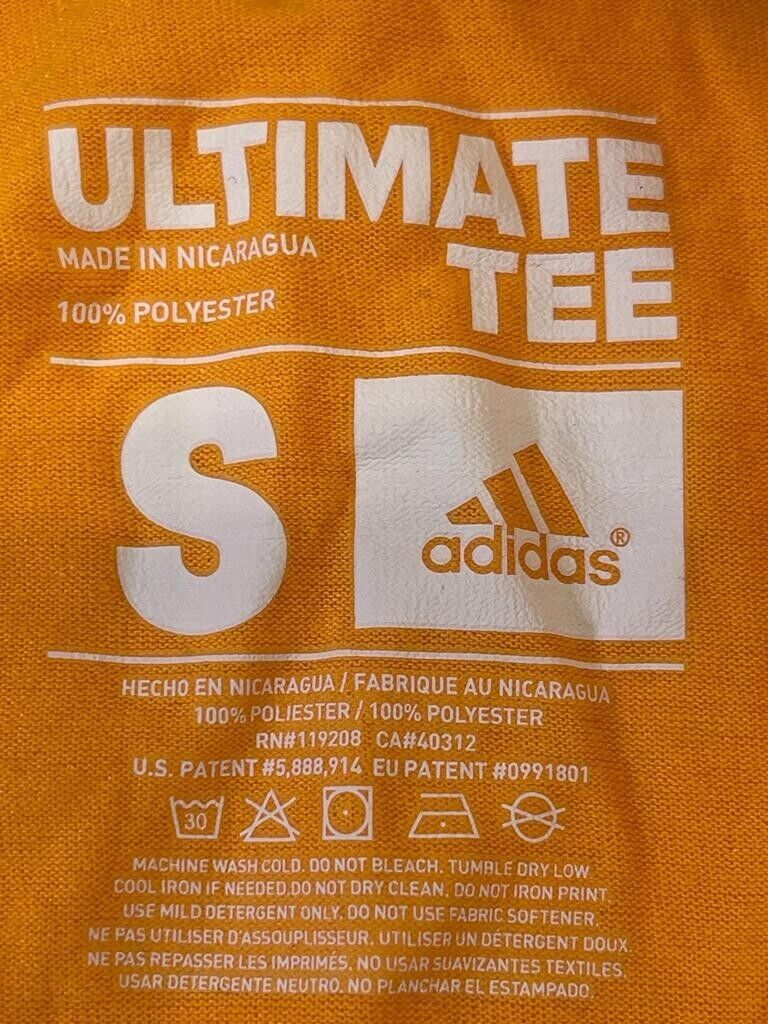 ULTIMATE
TEE
MADE IN NICARAGUA
100% POLYESTER
S
adidas®
HECHO EN NICARAGUA / FABRIQUE AU NICARAGUA
100% POLIESTER / 100% POLYESTER
RN#119208 CA#40312
U.S. PATENT #5,888,914 EU PATENT #0991801
30
MACHINE WASH COLD. DO NOT BLEACH. TUMBLE DRY LOW.
COOL IRON IF NEEDED.DO NOT DRY CLEAN. DO NOT IRON PRINT.
USE MILD DETERGENT ONLY. DO NOT USE FABRIC SOFTENER.
NE PAS UTILISER D'ASSOUPLISSEUR. UTILISER UN DÉTERGENT DOUX.
NE PAS REPASSER LES IMPRIMÉS. NO USAR SUAVIZANTES TEXTILES.
USAR DETERGENTE NEUTRO. NO PLANCHAR EL ESTAMPADO.